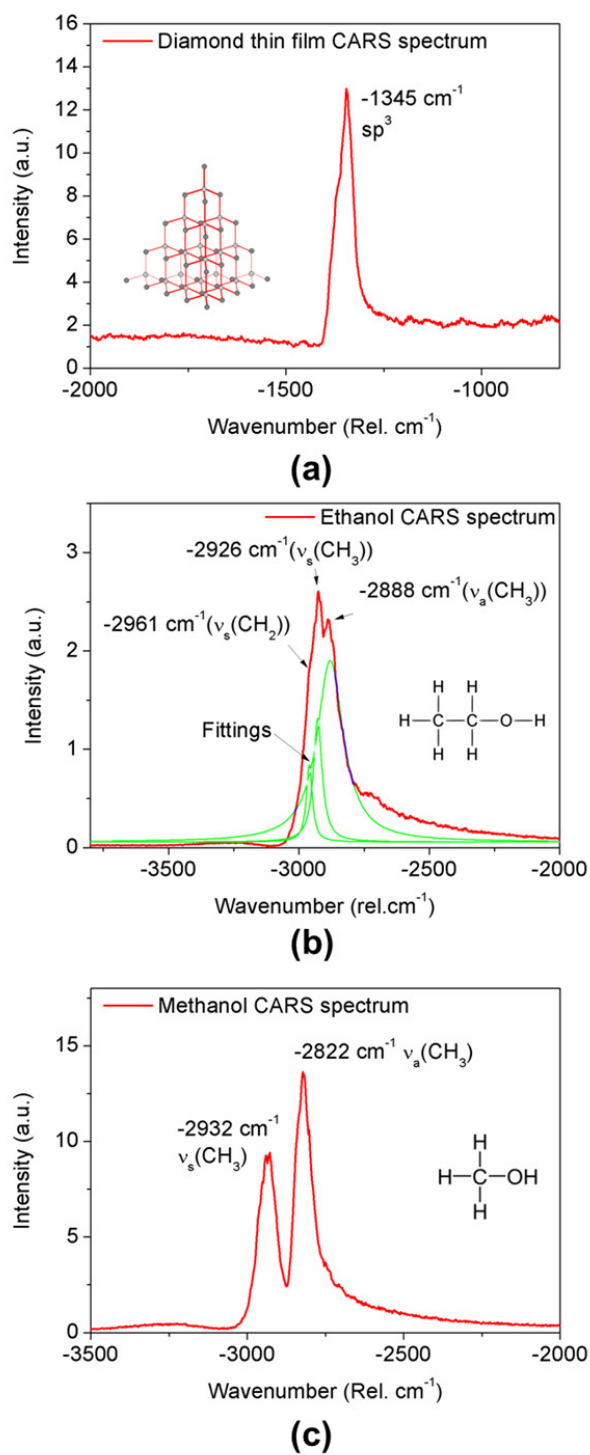 Diamond thin film CARS spectrum
-1345 cm⁻¹
sp³
Intensity (a.u.)
16
14
12
10
8
6
4
2
0
-2000
-1500
-1000
Wavenumber (Rel. cm⁻¹)
(a)
Ethanol CARS spectrum
-2926 cm⁻¹(νₛ(CH₃))
-2888 cm⁻¹(νₐ(CH₃))
-2961 cm⁻¹(νₛ(CH₂))
Fittings
H H
H C C O H
H H
Intensity (a.u.)
3
2
1
0
-3500
-3000
-2500
-2000
Wavenumber (rel.cm⁻¹)
(b)
Methanol CARS spectrum
-2822 cm⁻¹ νₐ(CH₃)
-2932 cm⁻¹
νₛ(CH₃)
H
H C OH
H
Intensity (a.u.)
15
10
5
0
-3500
-3000
-2500
-2000
Wavenumber (Rel. cm⁻¹)
(c)